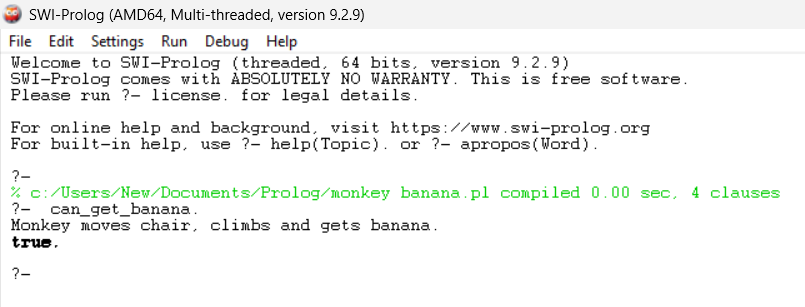 SWI-Prolog (AMD64, Multi-threaded, version 9.2.9)
File Edit Settings Run Debug Help
Welcome to SWI-Prolog (threaded, 64 bits, version 9.2.9)
SWI-Prolog comes with ABSOLUTELY NO WARRANTY. This is free software.
Please run ?- license. for legal details.
For online help and background, visit https://www.swi-prolog.org
For built-in help, use ?- help(Topic). or ?- apropos(Word).
?-
% c:/Users/New/Documents/Prolog/monkey banana.pl compiled 0.00 sec, 4 clauses
?- can_get_banana.
Monkey moves chair, climbs and gets banana.
true.
?-